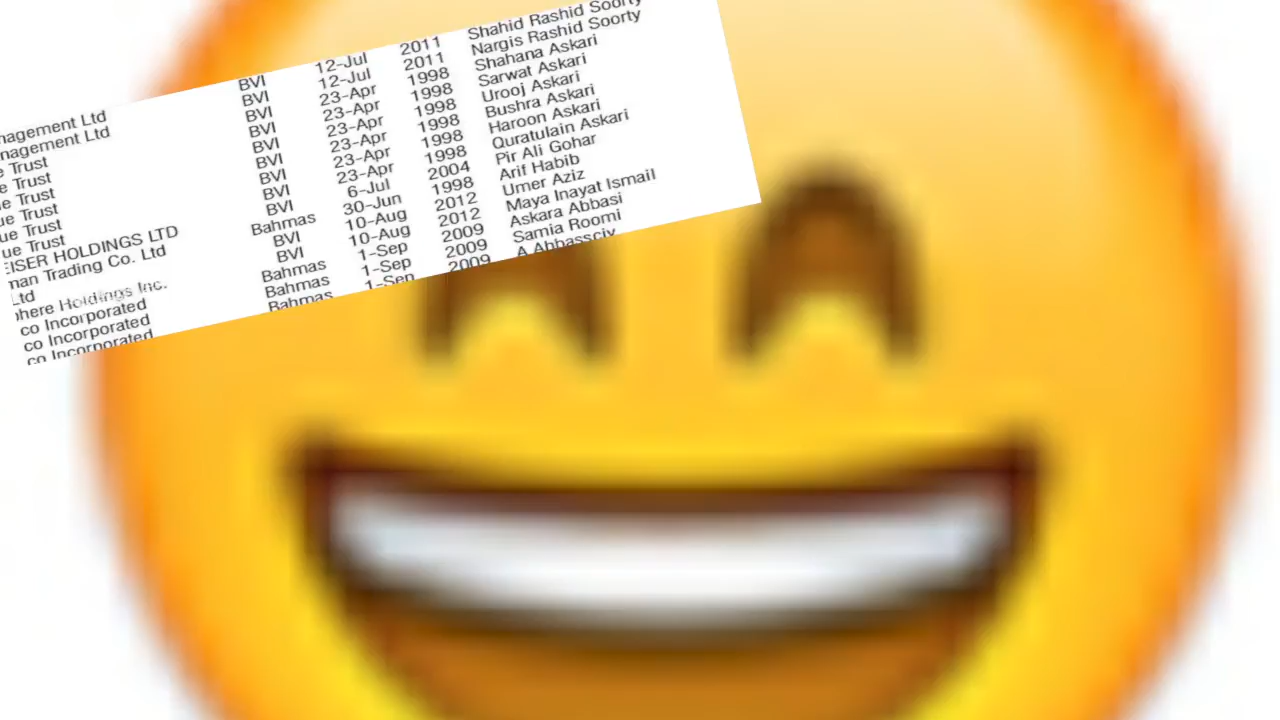 nagement Ltd BVI 12-Jul 2011 Shahid Rashid Soorty
nagement Ltd BVI 12-Jul 2011 Nargis Rashid Soorty
e Trust BVI 23-Apr 1998 Shahana Askari
e Trust BVI 23-Apr 1998 Sarwat Askari
e Trust BVI 23-Apr 1998 Urooj Askari
ue Trust BVI 23-Apr 1998 Bushra Askari
ue Trust BVI 23-Apr 1998 Haroon Askari
ue Trust BVI 23-Apr 1998 Quratulain Askari
EISER HOLDINGS LTD BVI 6-Jul 2004 Pir Ali Gohar
nan Trading Co. Ltd Bahmas 30-Jun 1998 Arif Habib
Ltd BVI 10-Aug 2012 Umer Aziz
here Holdings Inc. BVI 10-Aug 2012 Maya Inayat Ismail
co Incorporated Bahmas 1-Sep 2009 Askara Abbasi
co Incorporated Bahmas 1-Sep 2009 Samia Roomi
co Incorporated Bahmas 1-Sep 2009 A Abbassciy